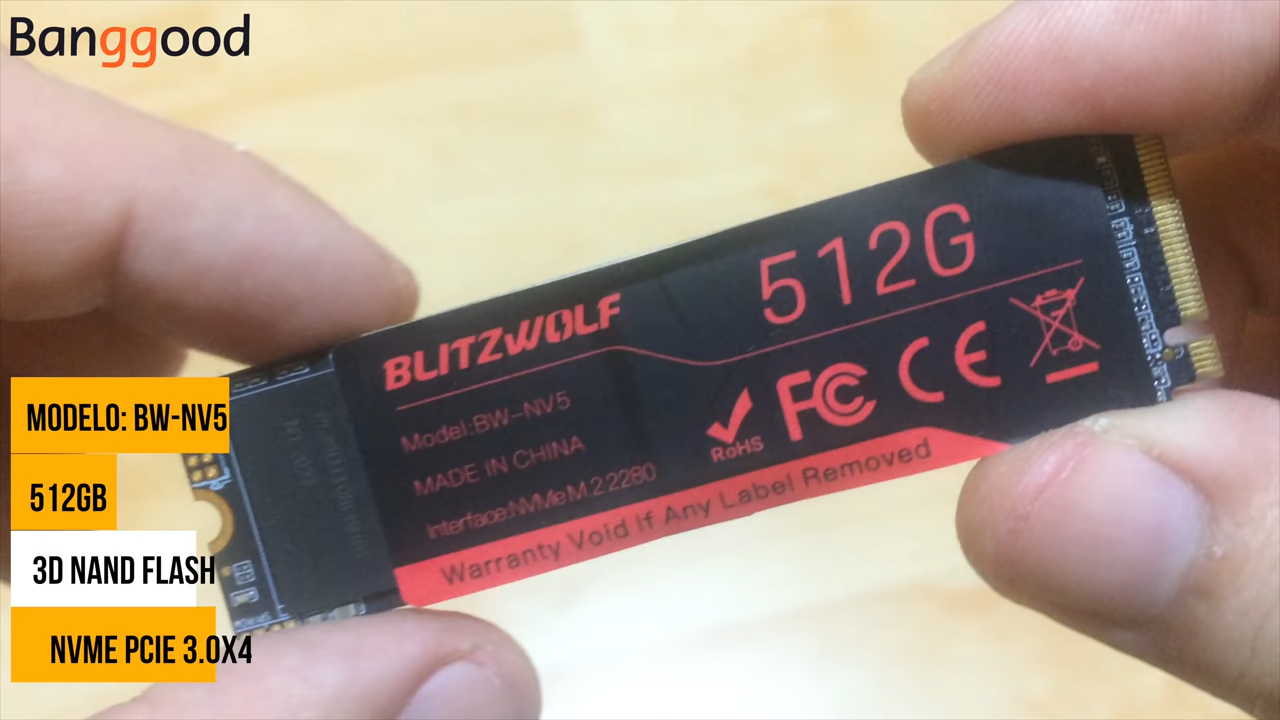 Banggood
512G
BLITZWOLF
Model:BW-NV5
MADE IN CHINA
Interface:NVMe M.2 2280
RoHS
FC CE
Warranty Void If Any Label Removed
MODELO: BW-NV5
512GB
3D NAND FLASH
NVME PCIE 3.0X4